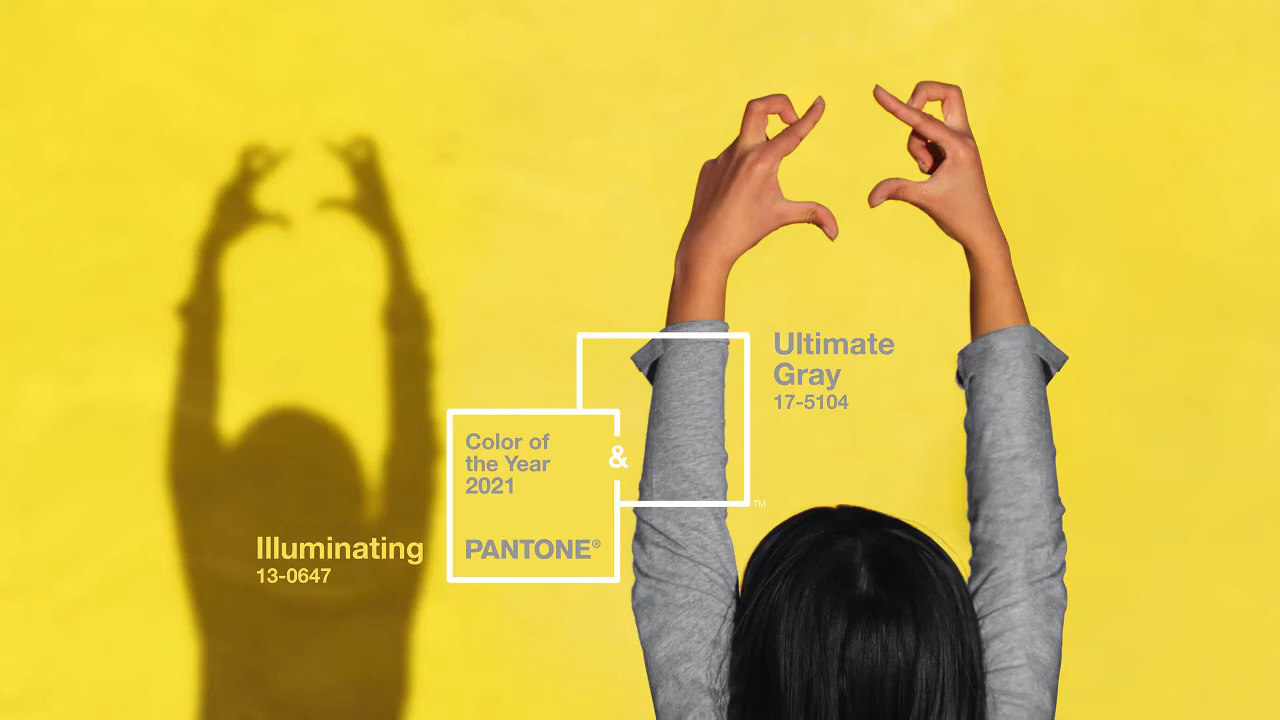 Ultimate
Gray
17-5104
Color of
the Year
2021
&
TM
PANTONE®
Illuminating
13-0647